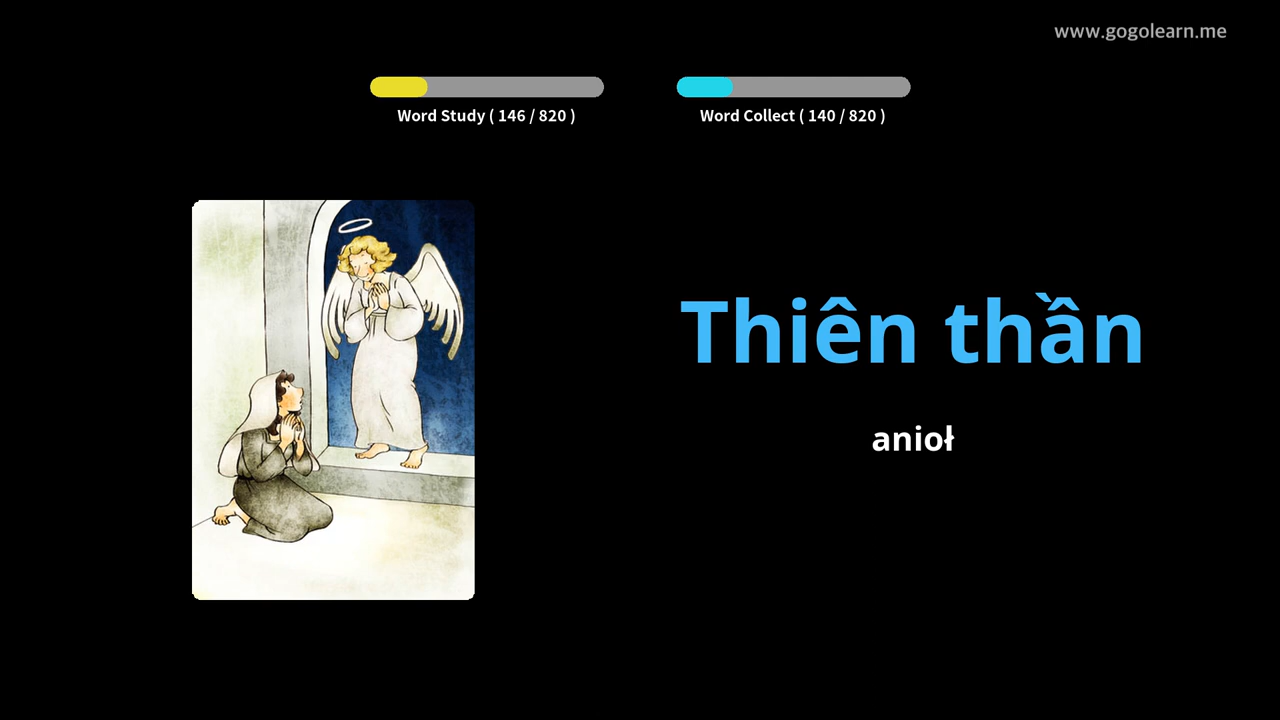 www.gogolearn.me
Word Study ( 146 / 820 )
Word Collect ( 140 / 820 )
Thiên thần
anioł